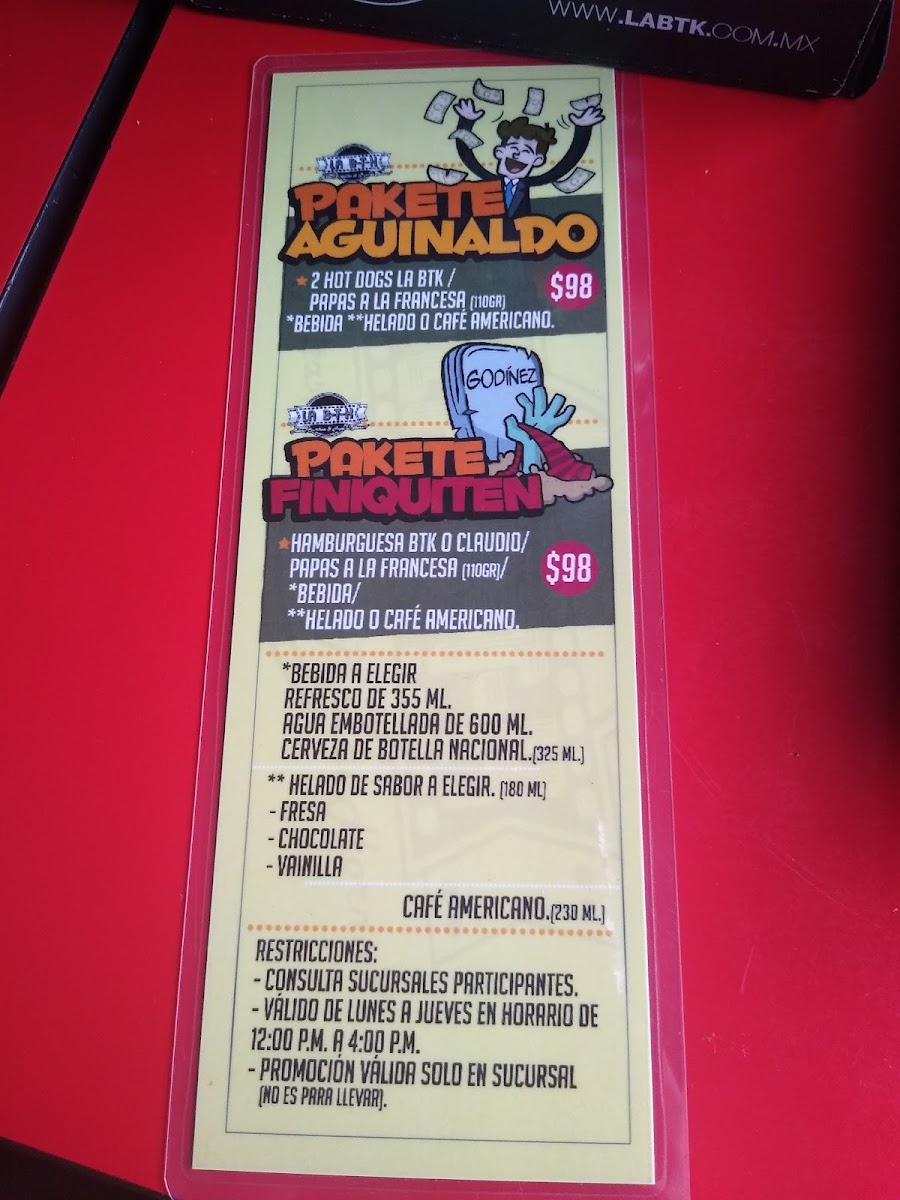 WWW.LABTK.COM.MX
LA BTK
PAKETE
AGUINALDO
2 HOT DOGS LA BTK /
PAPAS A LA FRANCESA (110GR)
*BEBIDA **HELADO O CAFÉ AMERICANO.
$98
GODÍNEZ
LA BTK
PAKETE
FINIQUITEN
HAMBURGUESA BTK O CLAUDIO/
PAPAS A LA FRANCESA (110GR)/
*BEBIDA/
**HELADO O CAFÉ AMERICANO.
$98
*BEBIDA A ELEGIR
REFRESCO DE 355 ML.
AGUA EMBOTELLADA DE 600 ML.
CERVEZA DE BOTELLA NACIONAL.(325 ML.)
** HELADO DE SABOR A ELEGIR. (180 ML)
- FRESA
- CHOCOLATE
- VAINILLA
CAFÉ AMERICANO.(230 ML.)
RESTRICCIONES:
- CONSULTA SUCURSALES PARTICIPANTES.
- VÁLIDO DE LUNES A JUEVES EN HORARIO DE
12:00 P.M. A 4:00 P.M.
- PROMOCIÓN VÁLIDA SOLO EN SUCURSAL
(NO ES PARA LLEVAR).